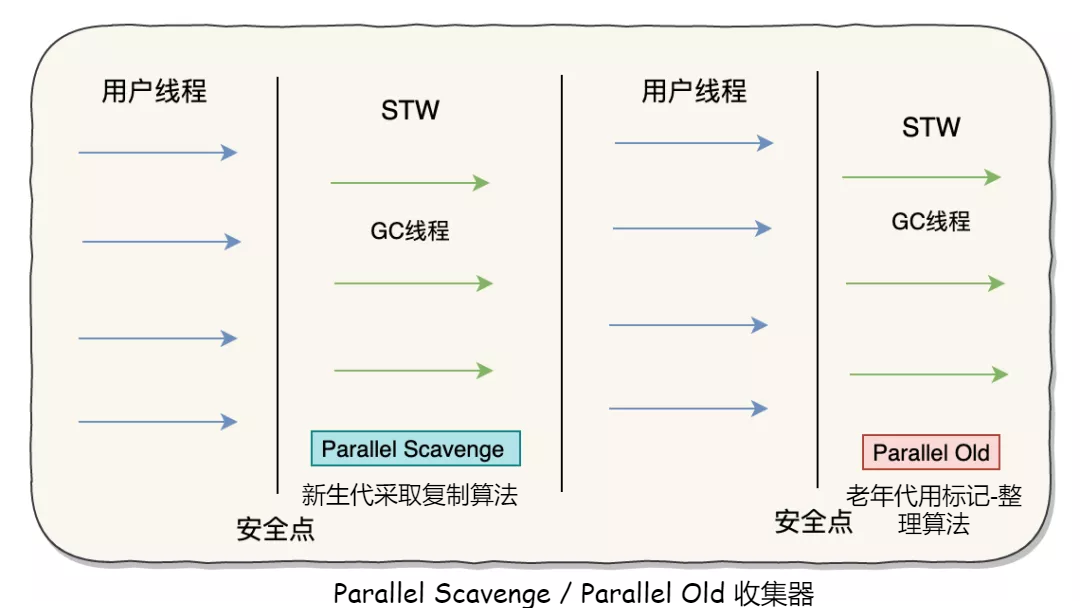 用户线程
STW
GC线程
Parallel Scavenge
新生代采取复制算法
安全点
用户线程
STW
GC线程
Parallel Old
老年代用标记-整
理算法
安全点
Parallel Scavenge / Parallel Old 收集器